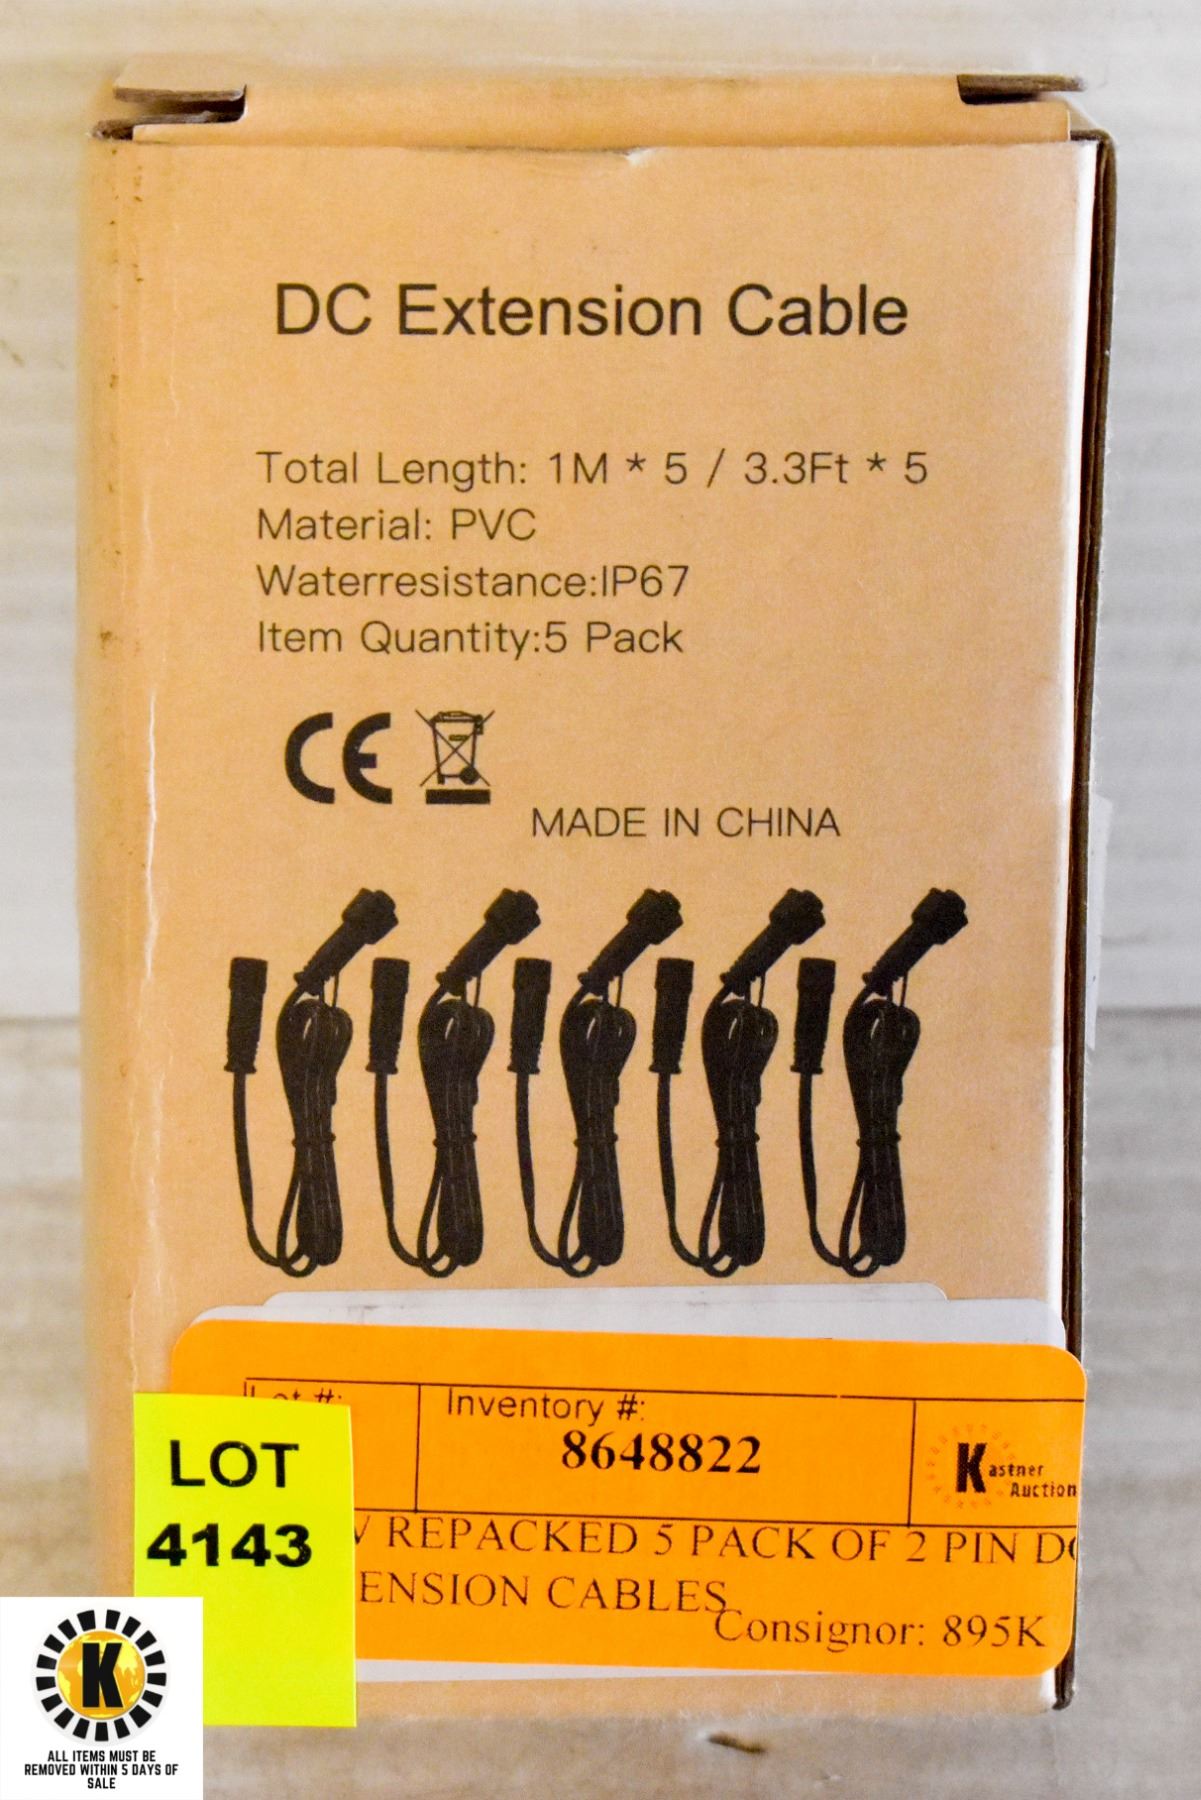 DC Extension Cable
Total Length: 1M * 5 / 3.3Ft * 5
Material: PVC
Waterresistance:IP67
Item Quantity:5 Pack
CE
MADE IN CHINA
Lot #:
Inventory #:
8648822
Kastner
Auction
REPACKED 5 PACK OF 2 PIN
ENSION CABLES
Consignor: 895K
LOT
4143
K
ALL ITEMS MUST BE
REMOVED WITHIN 5 DAYS OF
SALE